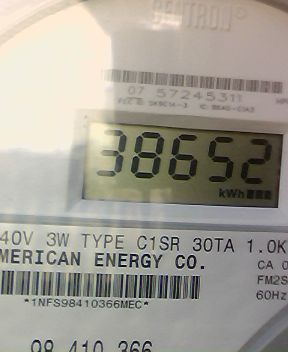 CENTRON®
07 57245311
38652
kWh
40V 3W TYPE C1SR 30TA 1.0K
MERICAN ENERGY CO.
CA 0
FM2S
60Hz
*1NFS98410366MEC*
98 410 366